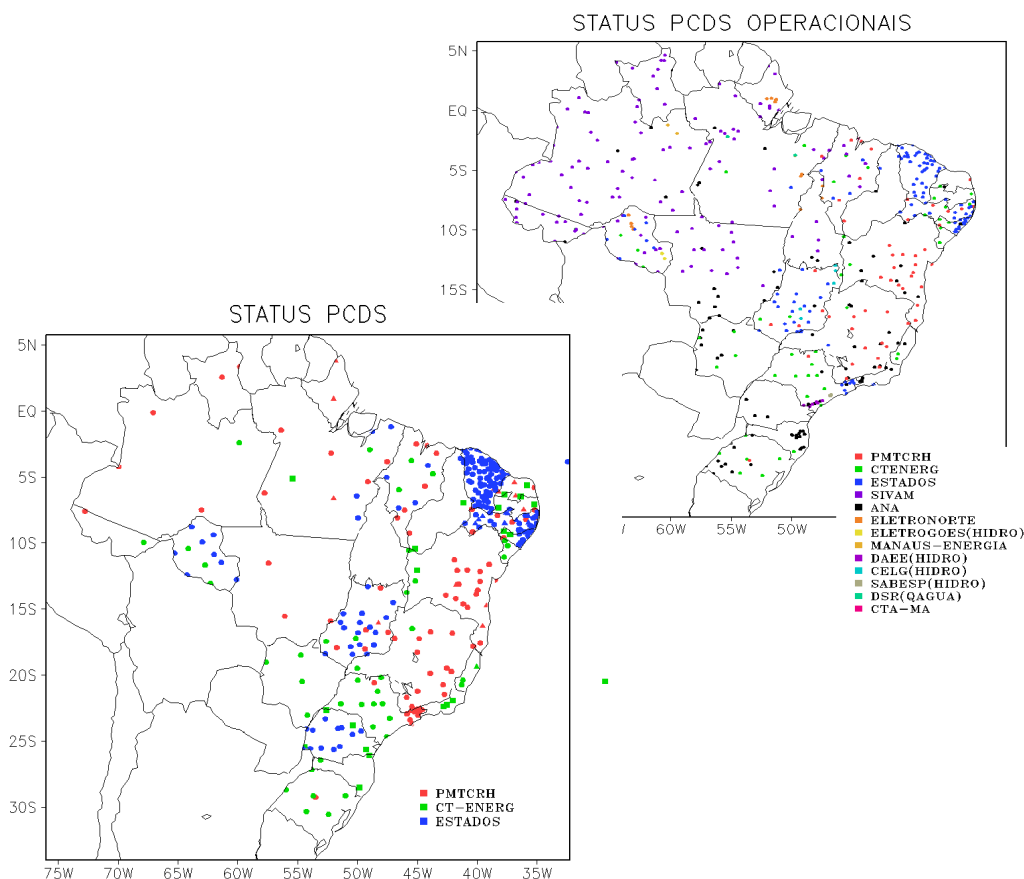 STATUS PCDS OPERACIONAIS
5N
EQ
5S
10S
15S
60W
55W
50W
PMTCRH
CTENERG
ESTADOS
SIVAM
ANA
ELETRONORTE
ELETROGOES(HIDRO)
MANAUS-ENERGIA
DAEE(HIDRO)
CELG(HIDRO)
SABESP(HIDRO)
DSR(QAGUA)
CTA-MA
STATUS PCDS
5N
EQ
5S
10S
15S
20S
25S
30S
75W
70W
65W
60W
55W
50W
45W
40W
35W
PMTCRH
CT-ENERG
ESTADOS